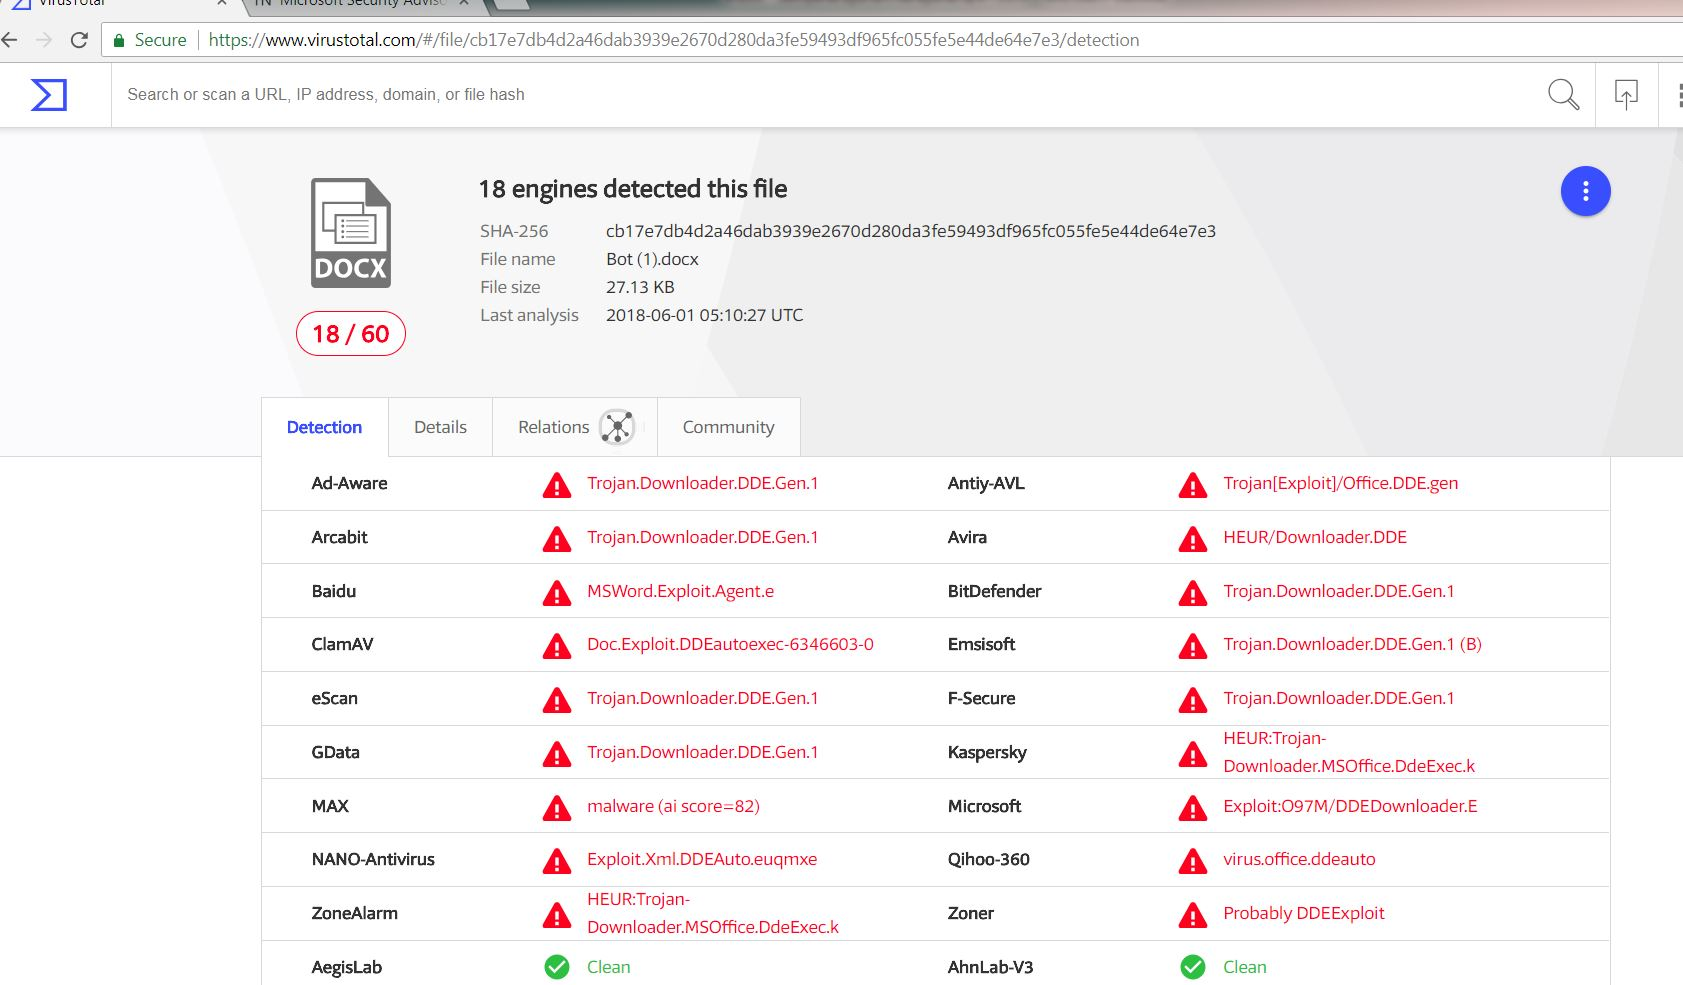 VirusTotal
TN "Microsoft Security Adviso
Secure https://www.virustotal.com/#/file/cb17e7db4d2a46dab3939e2670d280da3fe59493df965fc055fe5e44de64e7e3/detection
Search or scan a URL, IP address, domain, or file hash
DOCX
18 / 60
18 engines detected this file
SHA-256 cb17e7db4d2a46dab3939e2670d280da3fe59493df965fc055fe5e44de64e7e3
File name Bot (1).docx
File size 27.13 KB
Last analysis 2018-06-01 05:10:27 UTC
Detection Details Relations Community
Ad-Aware Trojan.Downloader.DDE.Gen.1 Antiy-AVL Trojan[Exploit]/Office.DDE.gen
Arcabit Trojan.Downloader.DDE.Gen.1 Avira HEUR/Downloader.DDE
Baidu MSWord.Exploit.Agent.e BitDefender Trojan.Downloader.DDE.Gen.1
ClamAV Doc.Exploit.DDEautoexec-6346603-0 Emsisoft Trojan.Downloader.DDE.Gen.1 (B)
eScan Trojan.Downloader.DDE.Gen.1 F-Secure Trojan.Downloader.DDE.Gen.1
GData Trojan.Downloader.DDE.Gen.1 Kaspersky HEUR:Trojan-
Downloader.MSOffice.DdeExec.k
MAX malware (ai score=82) Microsoft Exploit:O97M/DDEDownloader.E
NANO-Antivirus Exploit.Xml.DDEAuto.euqmxe Qihoo-360 virus.office.ddeauto
ZoneAlarm HEUR:Trojan-
Downloader.MSOffice.DdeExec.k Zoner Probably DDEExploit
AegisLab Clean AhnLab-V3 Clean